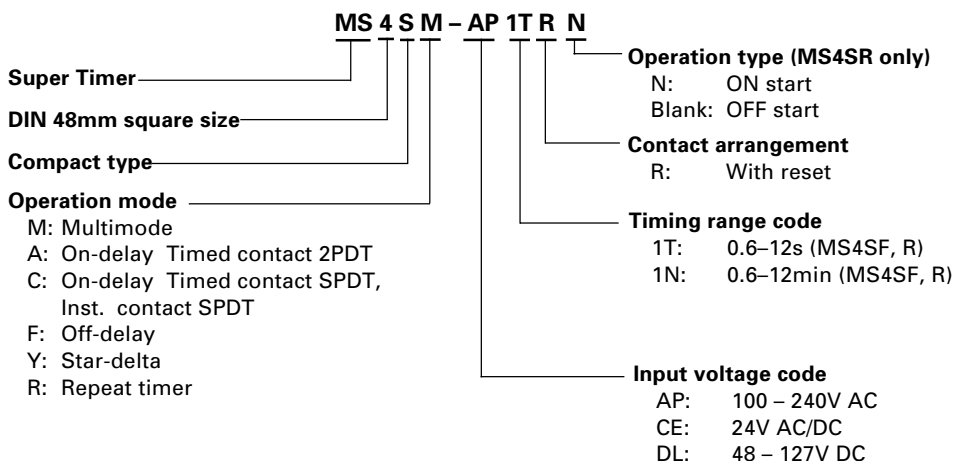 MS 4 S M – AP 1T R N
Super Timer
DIN 48mm square size
Compact type
Operation mode
M: Multimode
A: On-delay Timed contact 2PDT
C: On-delay Timed contact SPDT,
Inst. contact SPDT
F: Off-delay
Y: Star-delta
R: Repeat timer
Operation type (MS4SR only)
N: ON start
Blank: OFF start
Contact arrangement
R: With reset
Timing range code
1T: 0.6–12s (MS4SF, R)
1N: 0.6–12min (MS4SF, R)
Input voltage code
AP: 100 – 240V AC
CE: 24V AC/DC
DL: 48 – 127V DC